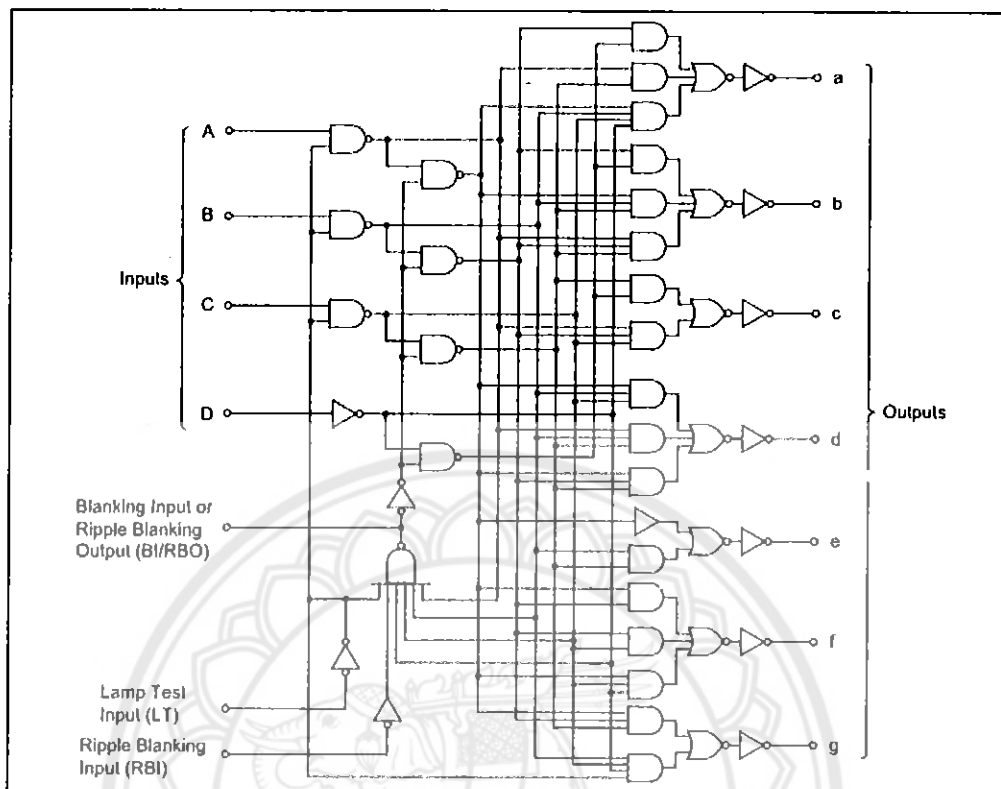 A
B
Inputs
C
D
Blanking Input or
Ripple Blanking
Output (BI/RBO)
Lamp Test
Input (LT)
Ripple Blanking
Input (RBI)
a
b
c
d
e
f
g
Outputs